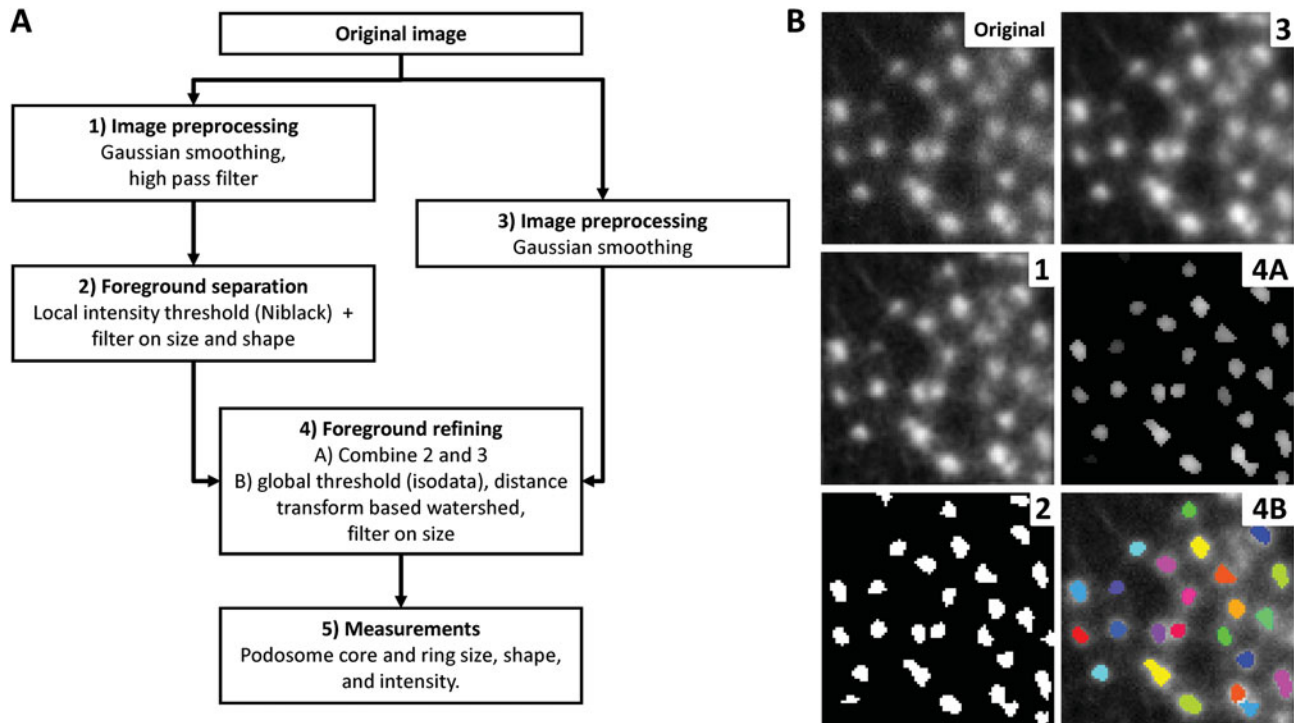 A
Original image
1) Image preprocessing
Gaussian smoothing,
high pass filter
3) Image preprocessing
Gaussian smoothing
2) Foreground separation
Local intensity threshold (Niblack) +
filter on size and shape
4) Foreground refining
A) Combine 2 and 3
B) global threshold (isodata), distance
transform based watershed,
filter on size
5) Measurements
Podosome core and ring size, shape,
and intensity.
B
Original
3
1
4A
2
4B